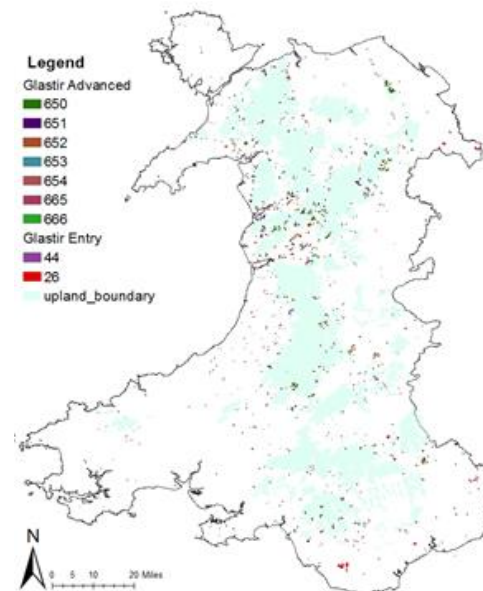 Legend
Glastir Advanced
650
651
652
653
654
665
666
Glastir Entry
44
26
upland_boundary
N
0 5 10 20 Miles